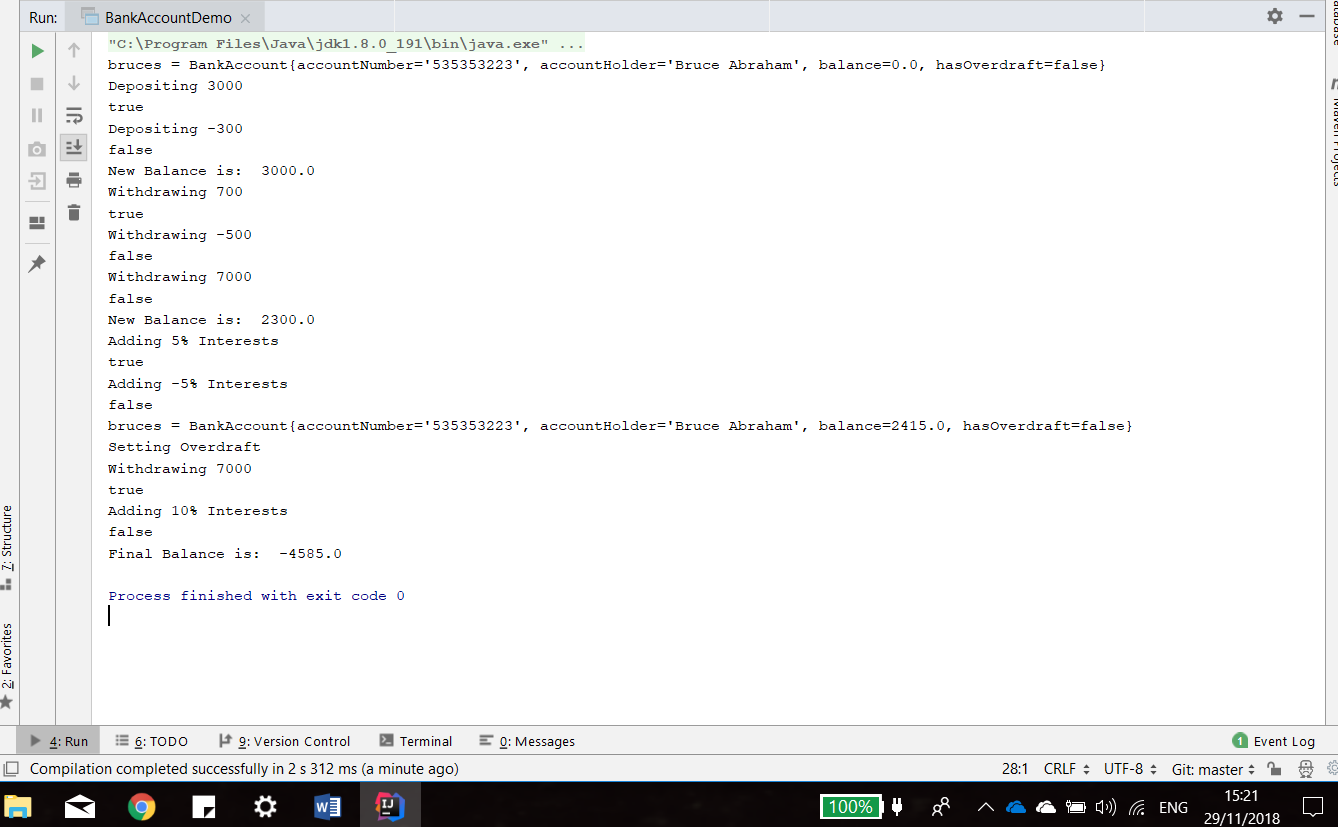 Run: BankAccountDemo
"C:\Program Files\Java\jdk1.8.0_191\bin\java.exe" ...
bruces = BankAccount{accountNumber='535353223', accountHolder='Bruce Abraham', balance=0.0, hasOverdraft=false}
Depositing 3000
true
Depositing -300
false
New Balance is:  3000.0
Withdrawing 700
true
Withdrawing -500
false
Withdrawing 7000
false
New Balance is:  2300.0
Adding 5% Interests
true
Adding -5% Interests
false
bruces = BankAccount{accountNumber='535353223', accountHolder='Bruce Abraham', balance=2415.0, hasOverdraft=false}
Setting Overdraft
Withdrawing 7000
true
Adding 10% Interests
false
Final Balance is:  -4585.0
Process finished with exit code 0
7: Structure
2: Favorites
4: Run 6: TODO 9: Version Control Terminal 0: Messages 1 Event Log
Compilation completed successfully in 2 s 312 ms (a minute ago) 28:1 CRLF UTF-8 Git: master
100% ENG 15:21
29/11/2018